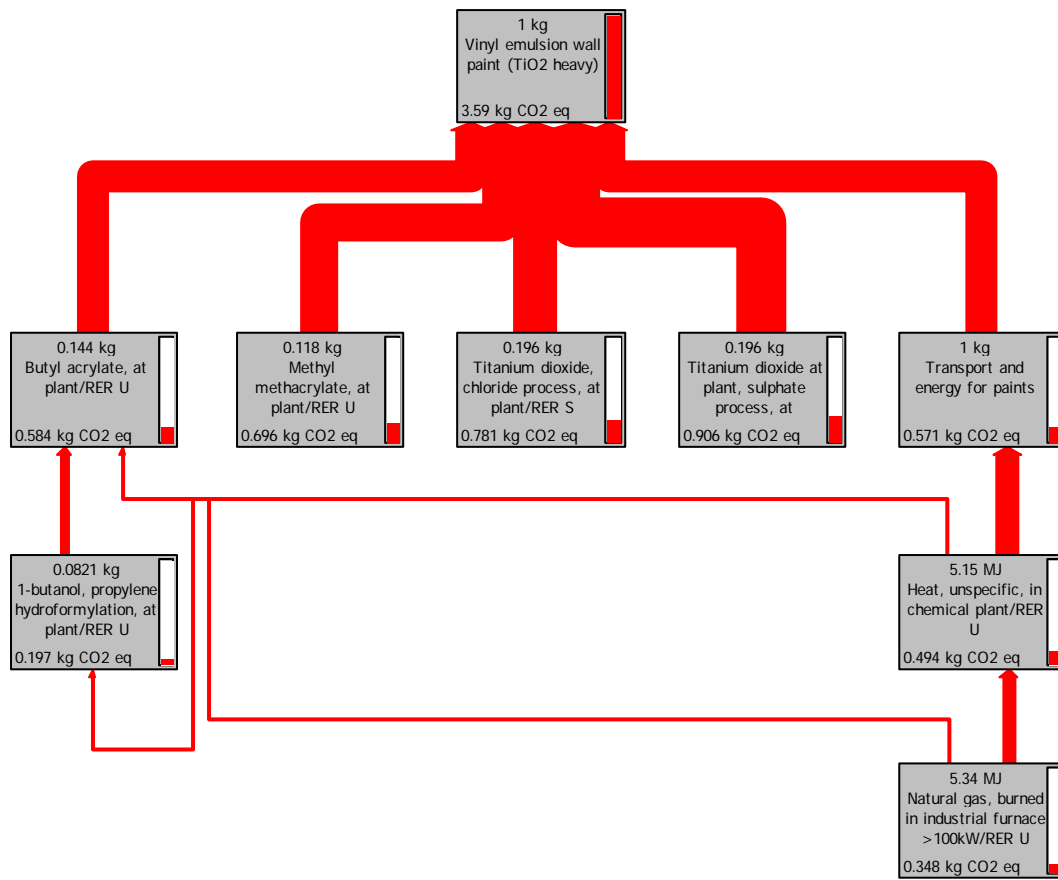 1 kg
Vinyl emulsion wall
paint (TiO2 heavy)
3.59 kg CO2 eq
0.144 kg
Butyl acrylate, at
plant/RER U
0.584 kg CO2 eq
0.118 kg
Methyl
methacrylate, at
plant/RER U
0.696 kg CO2 eq
0.196 kg
Titanium dioxide,
chloride process, at
plant/RER S
0.781 kg CO2 eq
0.196 kg
Titanium dioxide at
plant, sulphate
process, at
0.906 kg CO2 eq
1 kg
Transport and
energy for paints
0.571 kg CO2 eq
0.0821 kg
1-butanol, propylene
hydroformylation, at
plant/RER U
0.197 kg CO2 eq
5.15 MJ
Heat, unspecific, in
chemical plant/RER
U
0.494 kg CO2 eq
5.34 MJ
Natural gas, burned
in industrial furnace
>100kW/RER U
0.348 kg CO2 eq